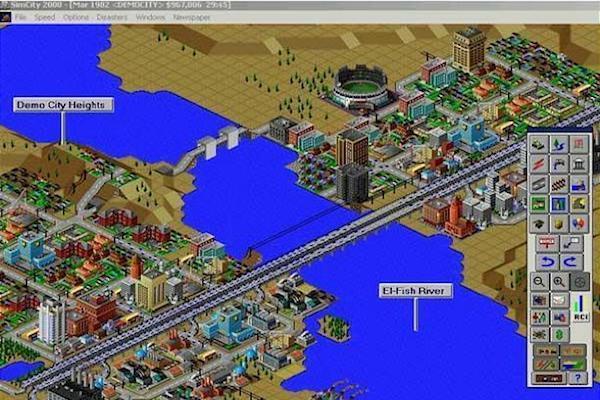 SimCity 2000 - [Mar 1982 <DEMOCITY> $967,006 29:45]
File Speed Options Disasters Windows Newspaper
Demo City Heights
El-Fish River
RCI
?